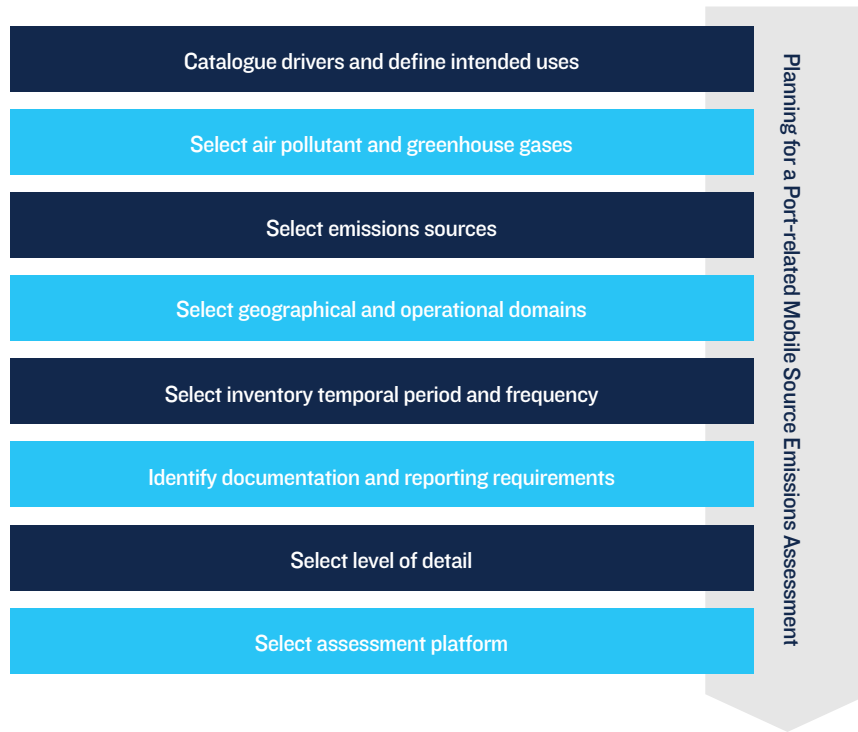 Catalogue drivers and define intended uses
Select air pollutant and greenhouse gases
Select emissions sources
Select geographical and operational domains
Select inventory temporal period and frequency
Identify documentation and reporting requirements
Select level of detail
Select assessment platform
Planning for a Port-related Mobile Source Emissions Assessment